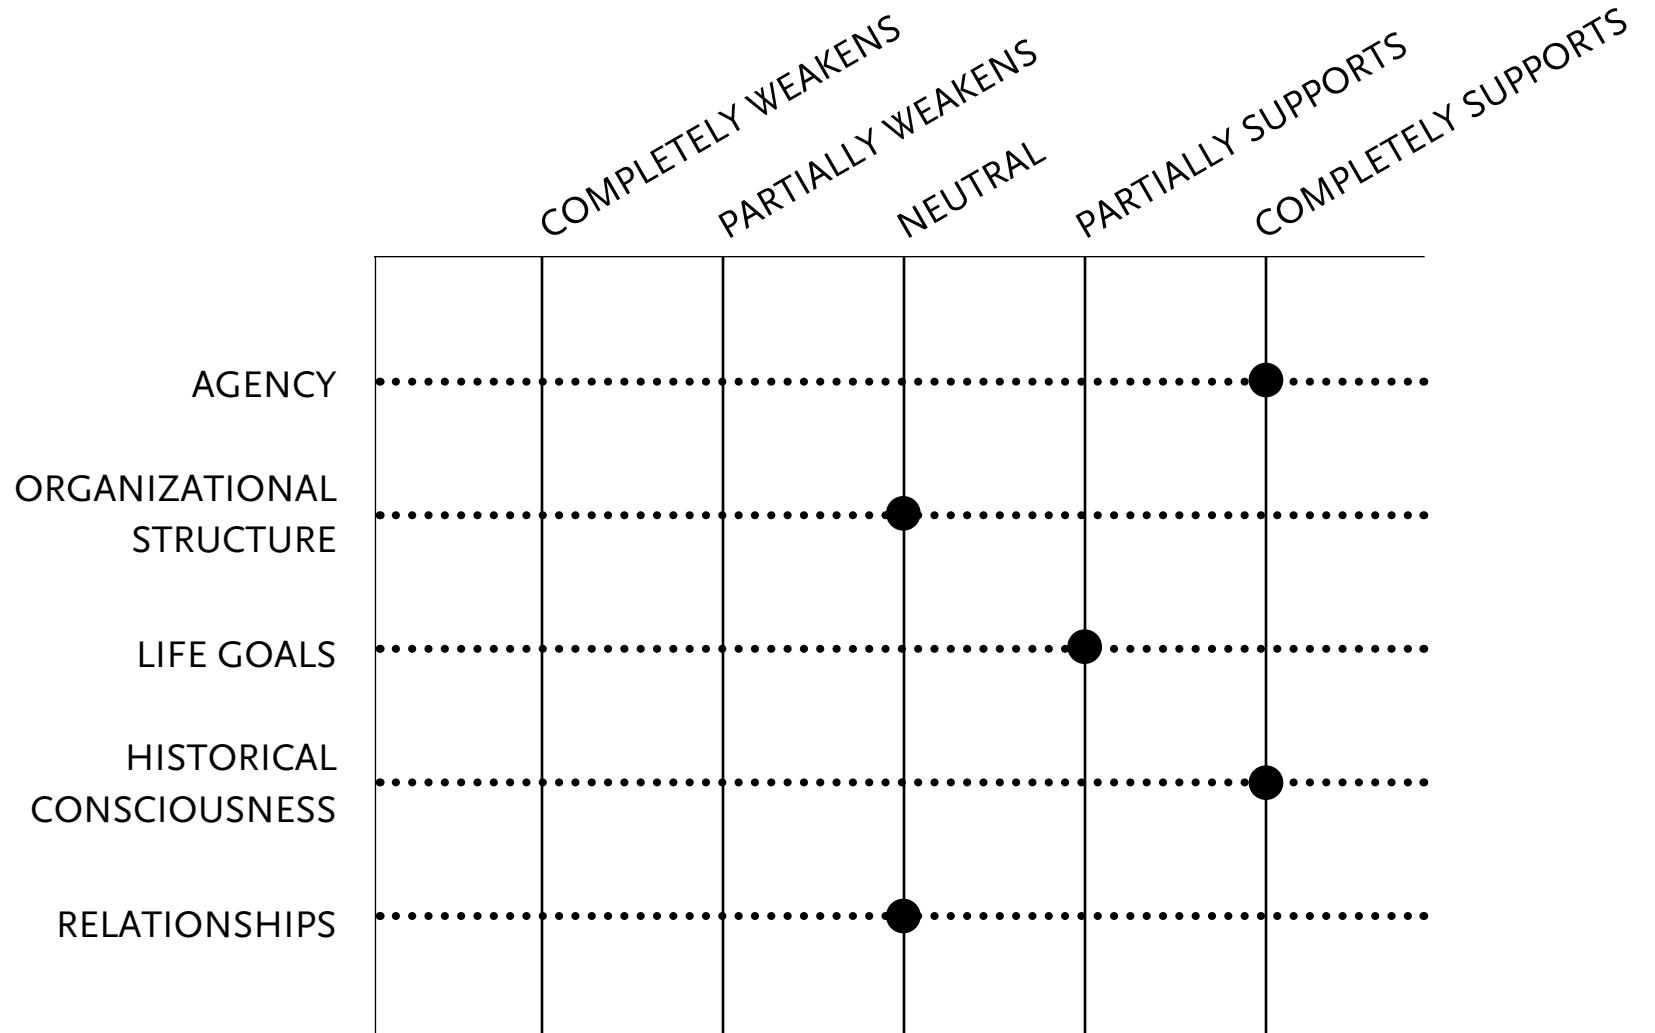 COMPLETELY WEAKENS
PARTIALLY WEAKENS
NEUTRAL
PARTIALLY SUPPORTS
COMPLETELY SUPPORTS
AGENCY
ORGANIZATIONAL
STRUCTURE
LIFE GOALS
HISTORICAL
CONSCIOUSNESS
RELATIONSHIPS